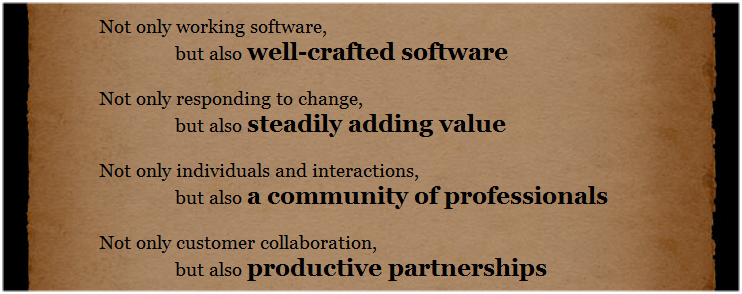 Not only working software,
but also well-crafted software
Not only responding to change,
but also steadily adding value
Not only individuals and interactions,
but also a community of professionals
Not only customer collaboration,
but also productive partnerships